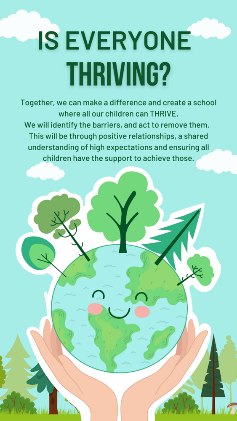 IS EVERYONE
THRIVING?
Together, we can make a difference and create a school
where all our children can THRIVE.
We will identify the barriers, and act to remove them.
This will be through positive relationships, a shared
understanding of high expectations and ensuring all
children have the support to achieve those.